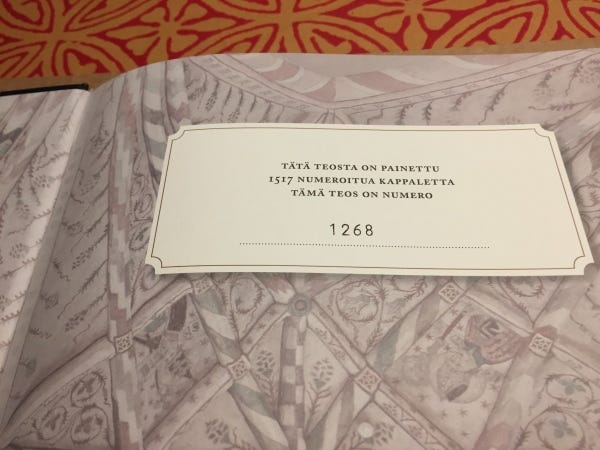 TÄTÄ TEOSTA ON PAINETTU
1517 NUMEROITUA KAPPALETTA
TÄMÄ TEOS ON NUMERO
1268